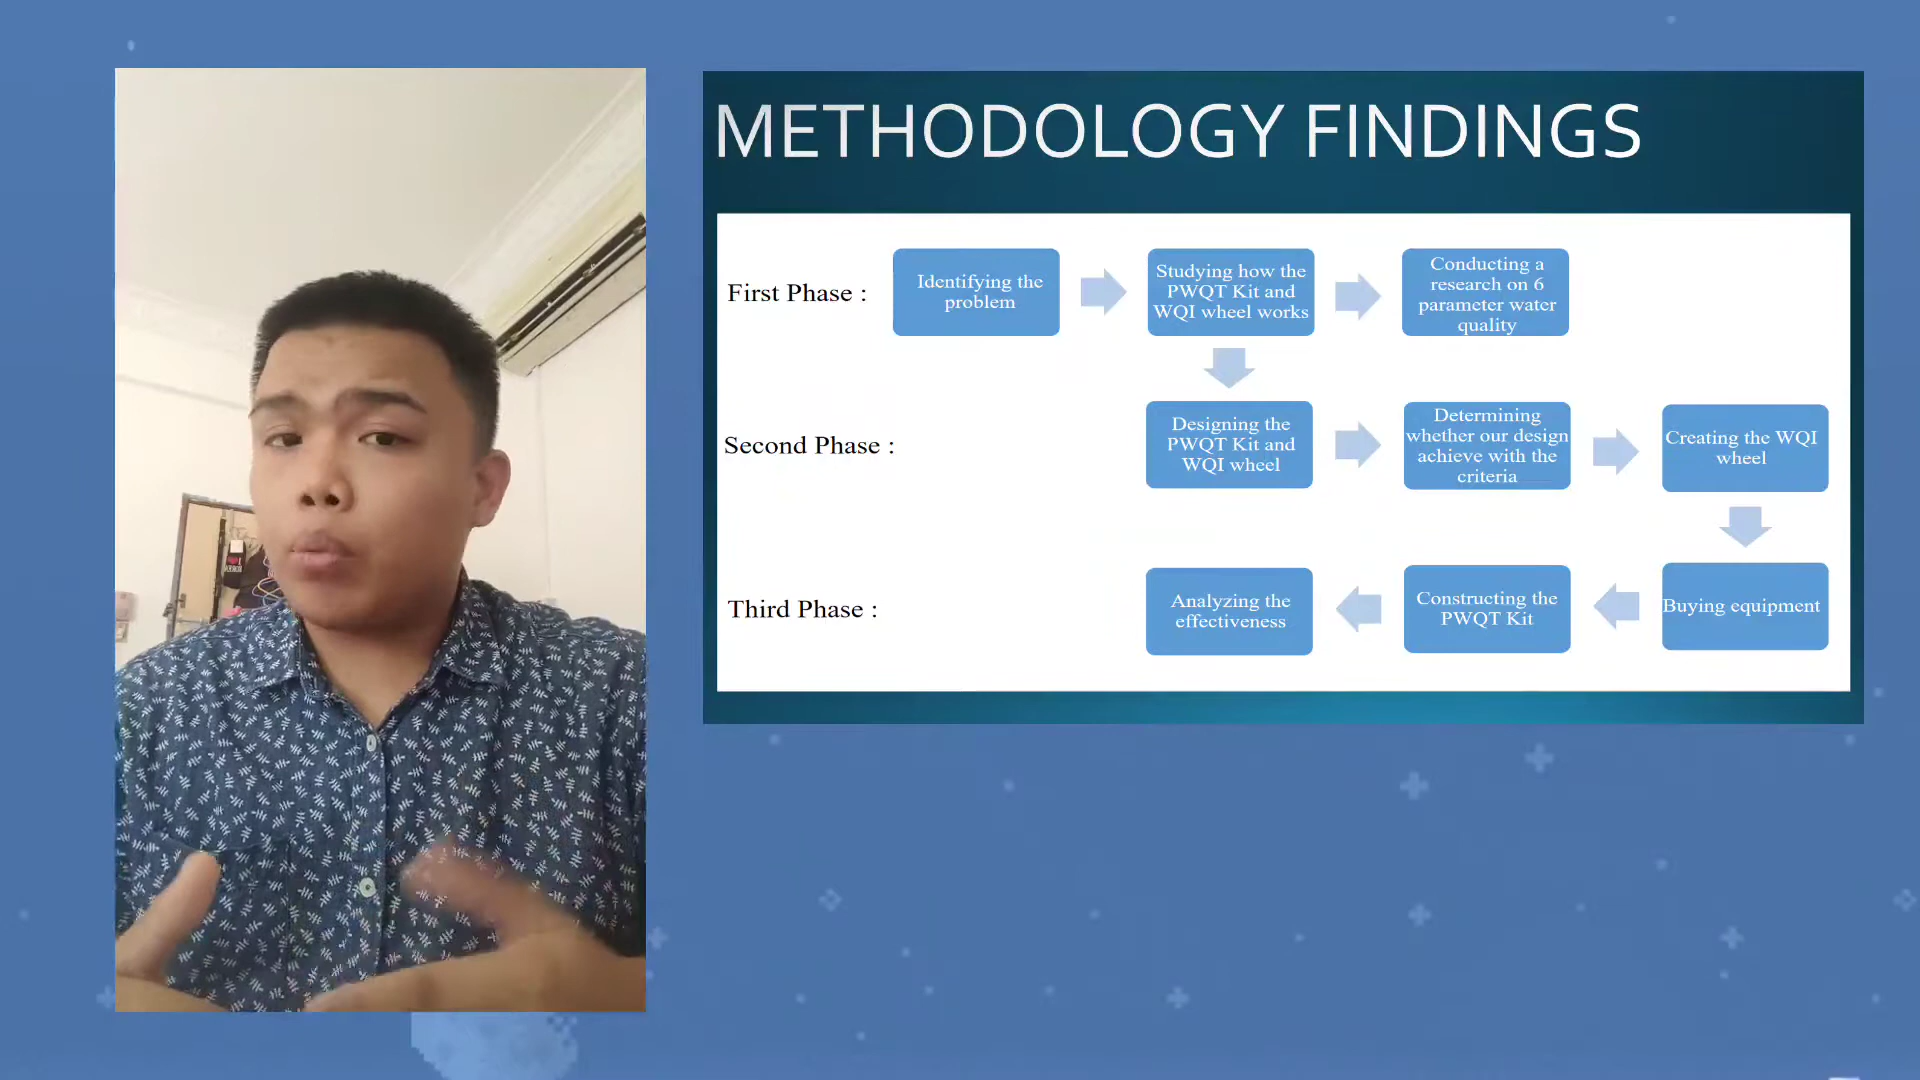 METHODOLOGY FINDINGS
First Phase :
Identifying the
problem
Studying how the
PWQT Kit and
WQI wheel works
Conducting a
research on 6
parameter water
quality
Second Phase :
Designing the
PWQT Kit and
WQI wheel
Determining
whether our design
achieve with the
criteria
Creating the WQI
wheel
Third Phase :
Analyzing the
effectiveness
Constructing the
PWQT Kit
Buying equipment